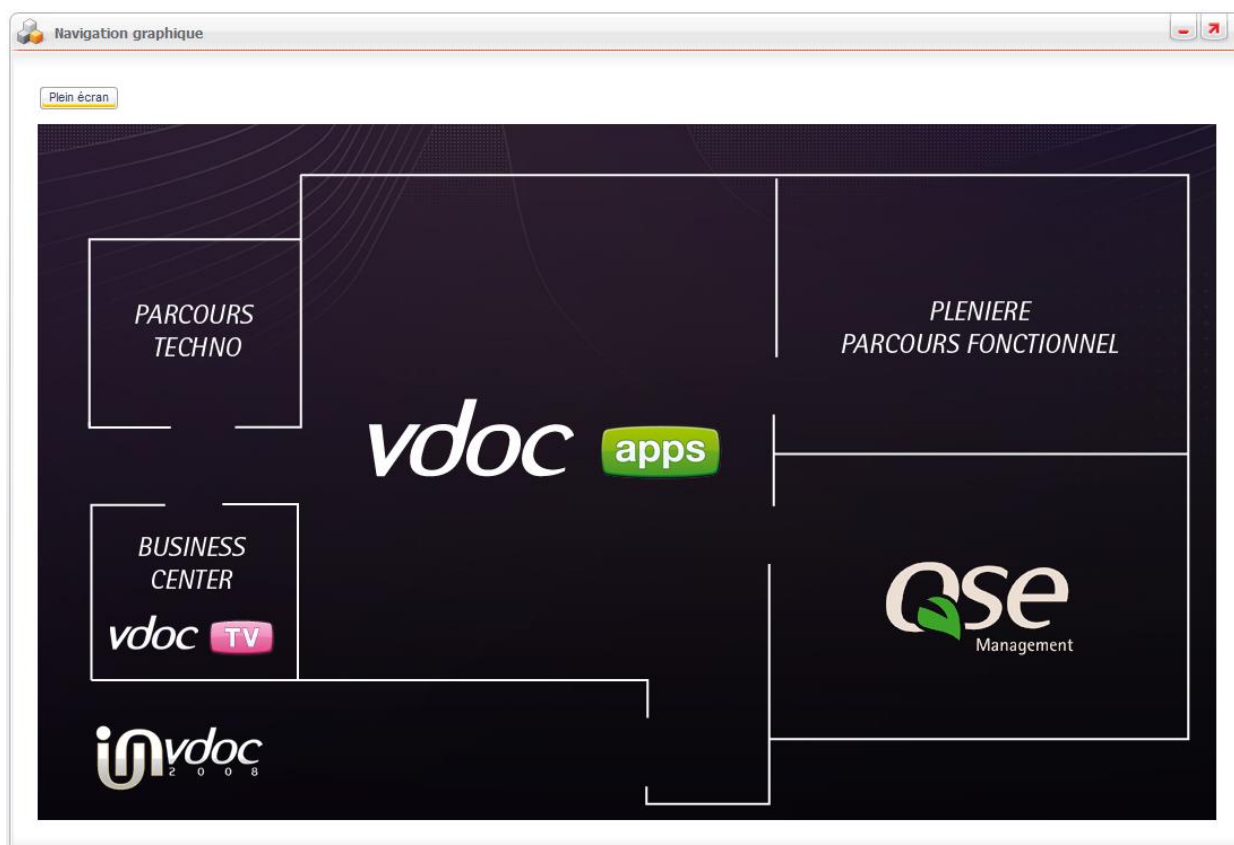 Navigation graphique
Plein écran
PARCOURS
TECHNO
PLENIERE
PARCOURS FONCTIONNEL
vdoc apps
BUSINESS
CENTER
vdoc TV
Qse
Management
invdoc
2008